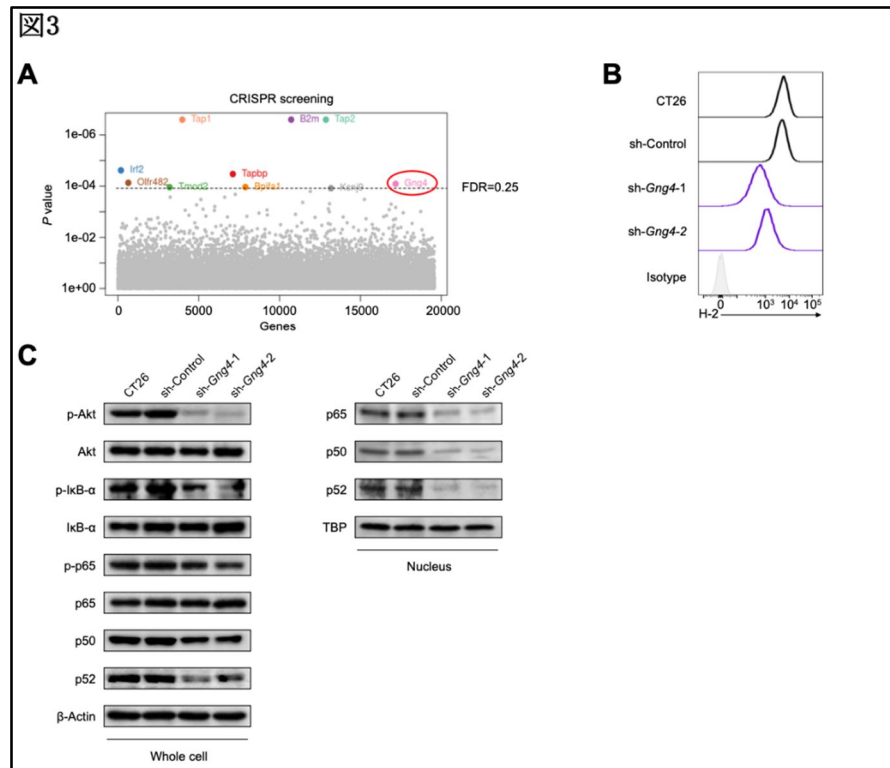 図3
A
CRISPR screening
Tap1
B2m
Tap2
Irf2
Olfr482
Tmod2
Tapbp
Bpifa1
Kcnj9
Gng4
FDR=0.25
1e-06
1e-04
1e-02
1e+00
P value
0
5000
10000
15000
20000
Genes
B
CT26
sh-Control
sh-Gng4-1
sh-Gng4-2
Isotype
0
10³ 10⁴ 10⁵
H-2
C
CT26
sh-Control
sh-Gng4-1
sh-Gng4-2
p-Akt
Akt
p-IκB-α
IκB-α
p-p65
p65
p50
p52
β-Actin
Whole cell
CT26
sh-Control
sh-Gng4-1
sh-Gng4-2
p65
p50
p52
TBP
Nucleus